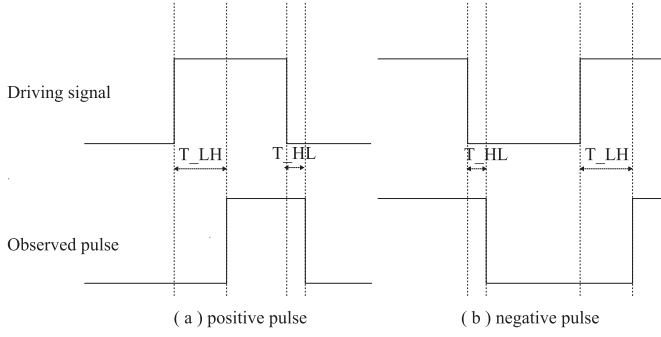 Driving signal
T_LH
T_HL
T_HL
T_LH
Observed pulse
( a ) positive pulse
( b ) negative pulse